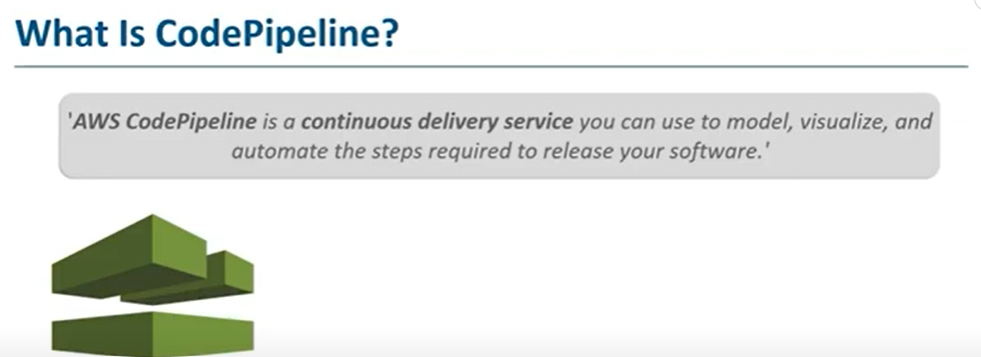 What Is CodePipeline?
'AWS CodePipeline is a continuous delivery service you can use to model, visualize, and
automate the steps required to release your software.'